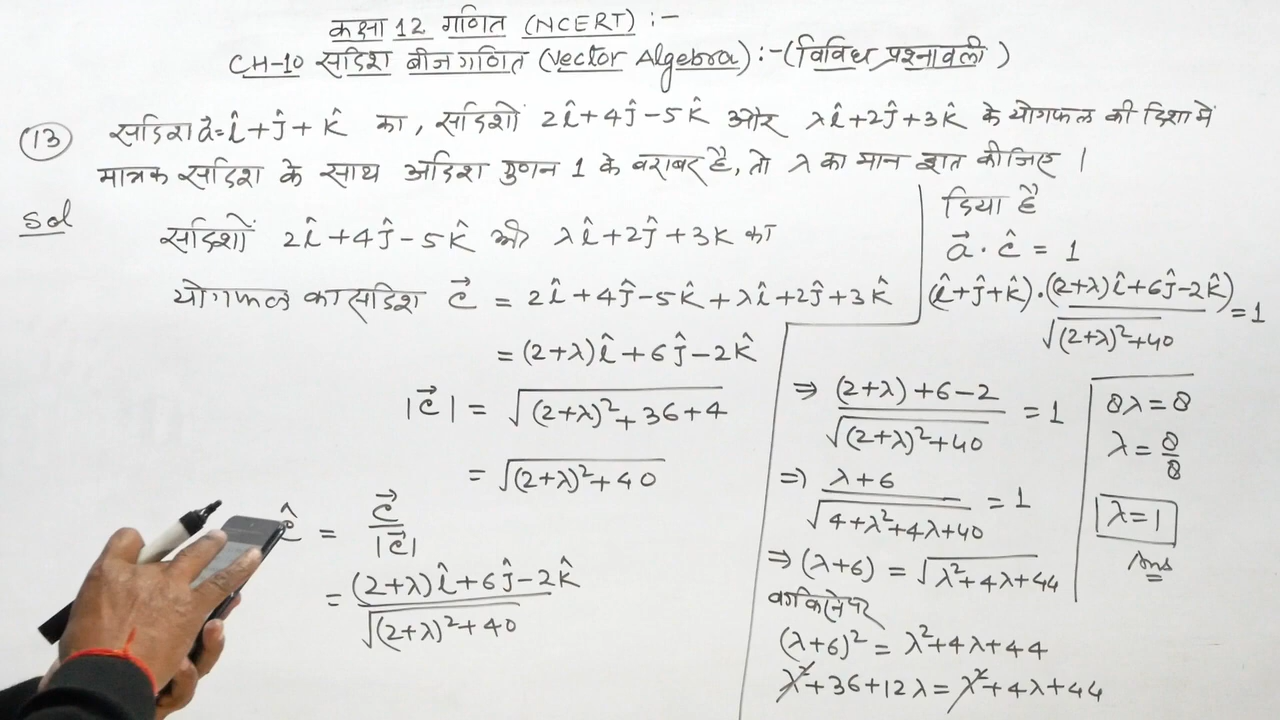 कक्षा 12 गणित (NCERT) :-
CH-10 सदिश बीजगणित (Vector Algebra) :- (विविध प्रश्नावली)
(13) सदिश a⃗ = î + ĵ + k̂ का, सदिशों 2î + 4ĵ - 5k̂ और λî + 2ĵ + 3k̂ के योगफल की दिशा में
मात्रक सदिश के साथ अदिश गुणन 1 के बराबर है, तो λ का मान ज्ञात कीजिए ।
Sol
सदिशों 2î + 4ĵ - 5k̂ औ λî + 2ĵ + 3k का
योगफल का सदिश c⃗ = 2î + 4ĵ - 5k̂ + λî + 2ĵ + 3k̂
= (2+λ)î + 6ĵ - 2k̂
|c⃗| = √((2+λ)² + 36 + 4)
= √((2+λ)² + 40)
ĉ = c⃗ / |c⃗|
= ((2+λ)î + 6ĵ - 2k̂) / √((2+λ)² + 40)
दिया है
a⃗ · ĉ = 1
(î + ĵ + k̂) · ((2+λ)î + 6ĵ - 2k̂) / √((2+λ)² + 40) = 1
⇒ ((2+λ) + 6 - 2) / √((2+λ)² + 40) = 1
⇒ (λ + 6) / √(4 + λ² + 4λ + 40) = 1
⇒ (λ+6) = √(λ² + 4λ + 44)
(λ+6)² = λ² + 4λ + 44
λ² + 36 + 12λ = λ² + 4λ + 44
8λ = 8
λ = 8/8
λ = 1
Ans